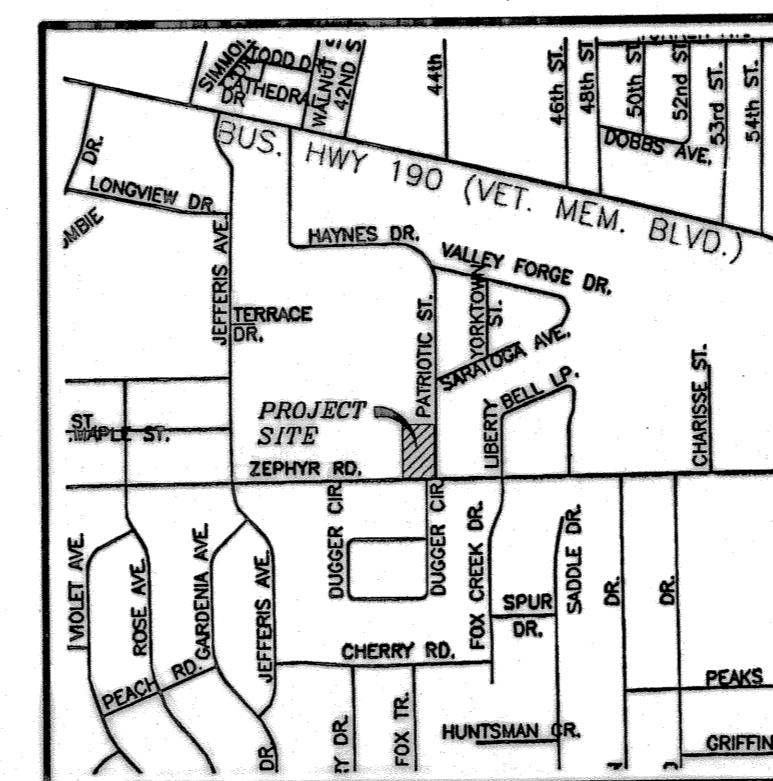 SIMMON
DR.
TODD DR.
CATHEDRAL
DR
WALNUT
42ND S
44th
46th ST.
48th ST.
50th ST.
52nd ST.
53rd ST.
54th ST.
DOBBS AVE.
BUS. HWY 190 (VET. MEM. BLVD.)
DR.
LONGVIEW DR.
OMBIE
JEFFERIS AVE.
HAYNES DR.
VALLEY FORGE DR.
TERRACE
DR.
PATRIOTIC ST.
YORKTOWN
ST.
SARATOGA AVE.
LIBERTY BELL LP.
CHARISSE ST.
ST.
MAPLE ST.
PROJECT
SITE
ZEPHYR RD.
VIOLET AVE.
ROSE AVE.
GARDENIA AVE.
JEFFERIS AVE.
DUGGER CIR.
DUGGER CIR.
FOX CREEK DR.
SPUR
DR.
SADDLE DR.
DR.
DR.
PEACH RD.
CHERRY RD.
PEAKS
DR
RY DR.
FOX TR.
HUNTSMAN CR.
GRIFFIN